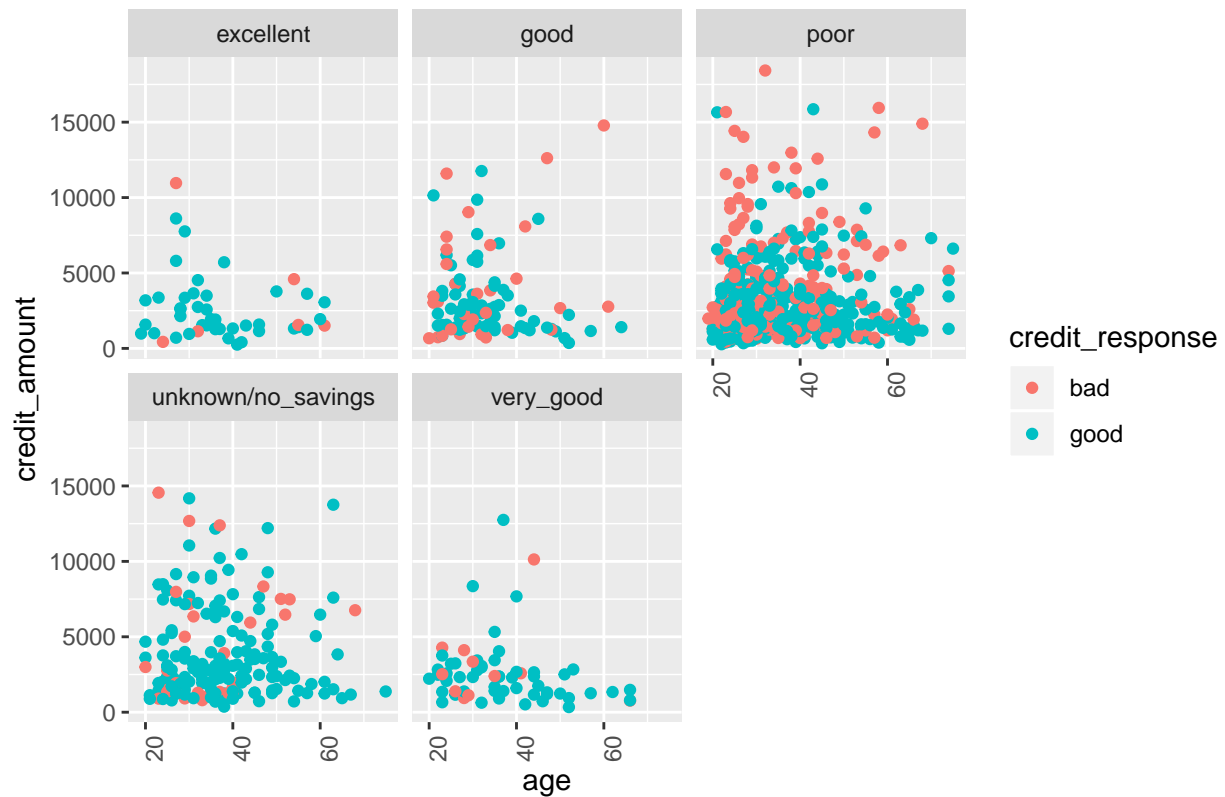 excellent
good
poor
15000
10000
5000
0
20
40
60
unknown/no_savings
very_good
15000
10000
5000
0
20
40
60
20
40
60
credit_amount
age
credit_response
bad
good